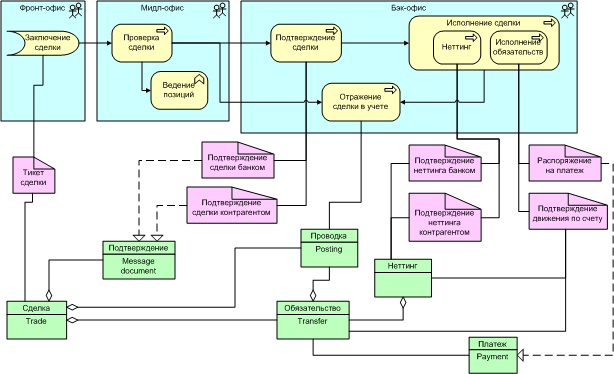 Фронт-офис
Мидл-офис
Бэк-офис
Заключение
сделки
Проверка
сделки
Ведение
позиций
Подтверждение
сделки
Исполнение сделки
Неттинг
Исполнение
обязательств
Отражение
сделки в учете
Тикет
сделки
Подтверждение
сделки банком
Подтверждение
сделки контрагентом
Подтверждение
неттинга банком
Подтверждение
неттинга
контрагентом
Распоряжение
на платеж
Подтверждение
движения по счету
Подтверждение
Message
document
Проводка
Posting
Неттинг
Сделка
Trade
Обязательство
Transfer
Платеж
Payment